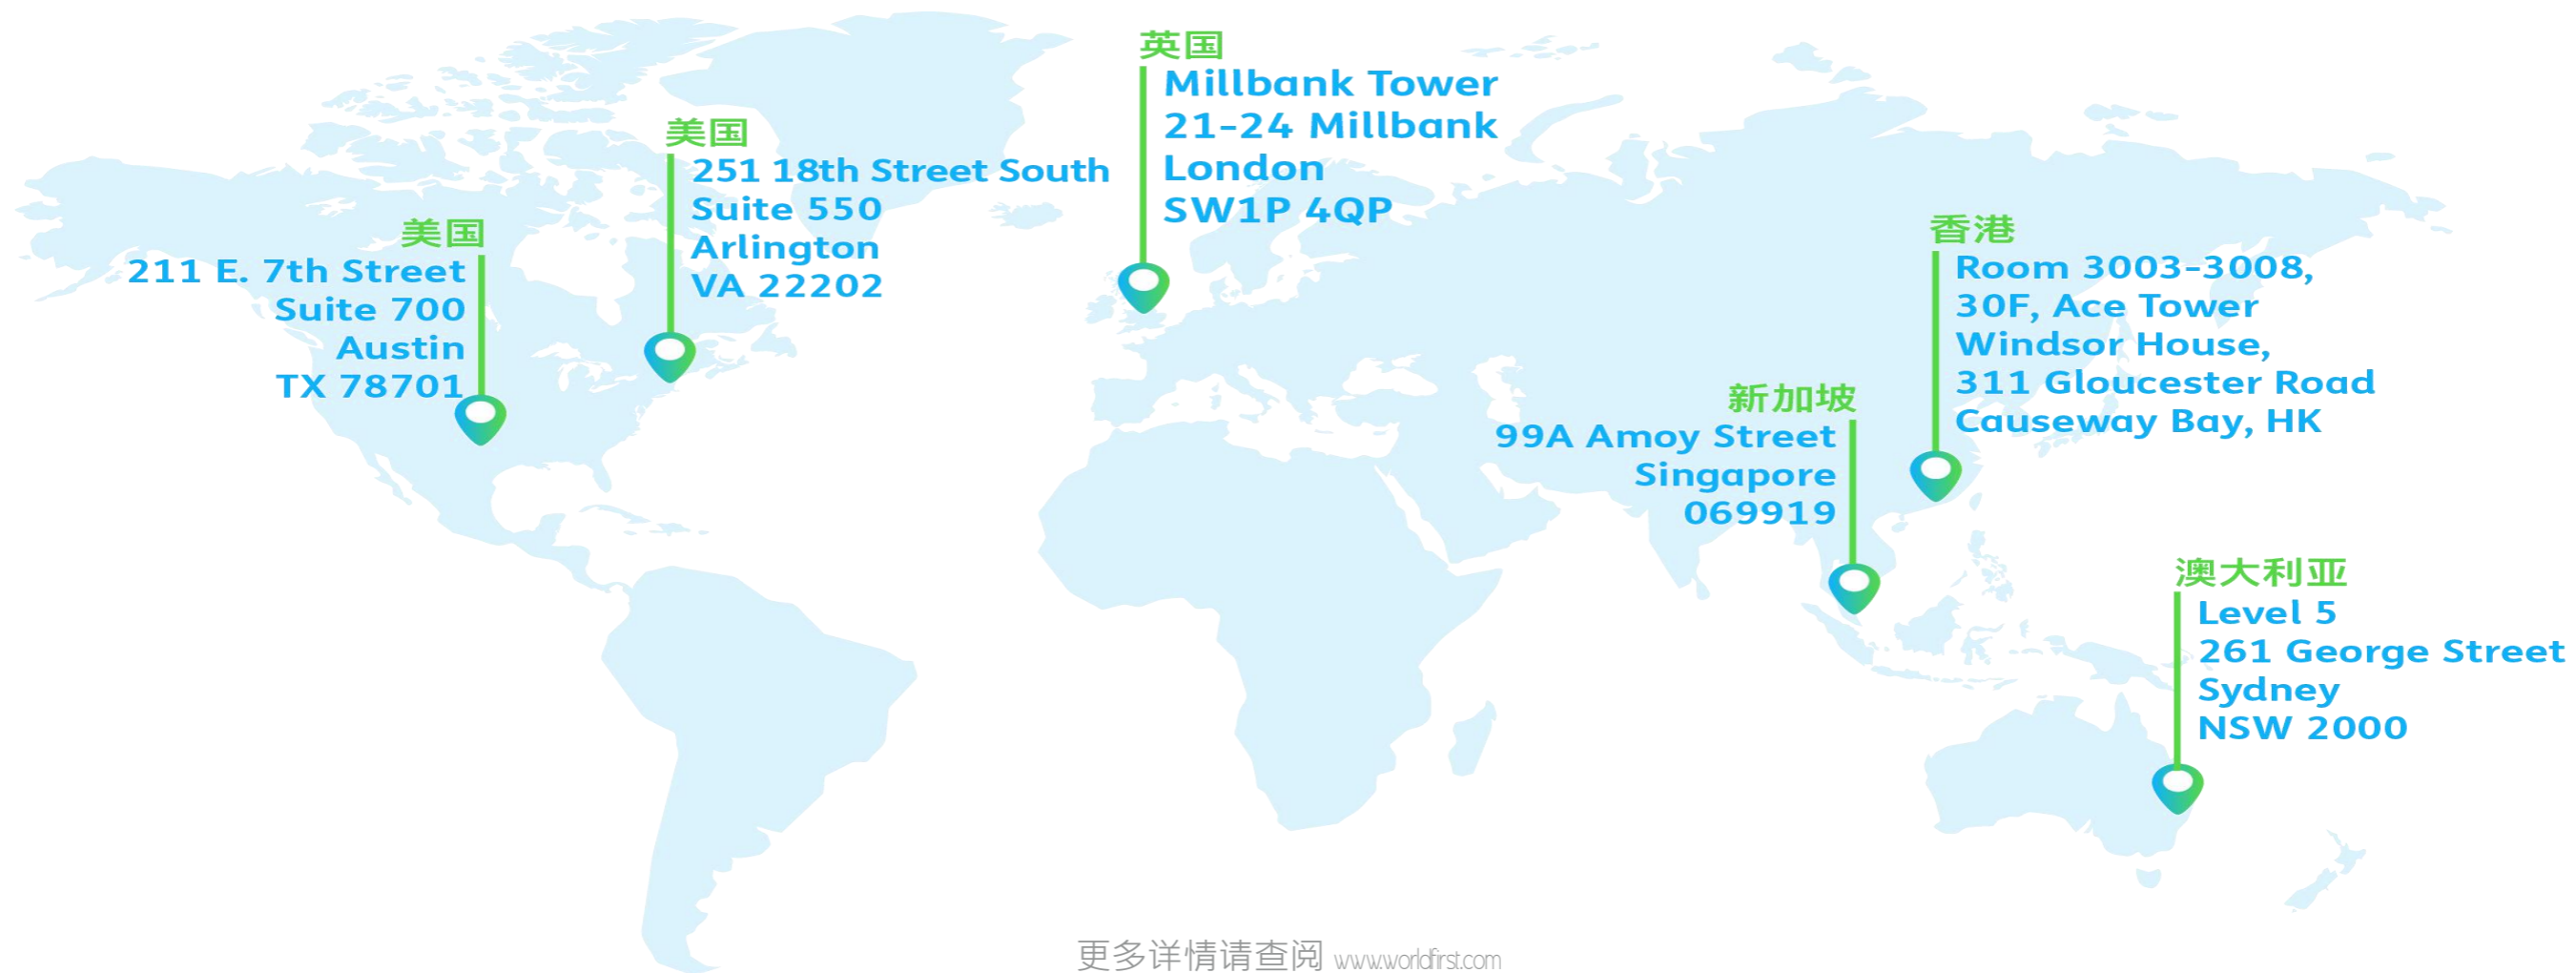 英国
Millbank Tower
21-24 Millbank
London
SW1P 4QP
美国
251 18th Street South
Suite 550
Arlington
VA 22202
美国
211 E. 7th Street
Suite 700
Austin
TX 78701
香港
Room 3003-3008,
30F, Ace Tower
Windsor House,
311 Gloucester Road
Causeway Bay, HK
新加坡
99A Amoy Street
Singapore
069919
澳大利亚
Level 5
261 George Street
Sydney
NSW 2000
更多详情请查阅 www.worldfirst.com